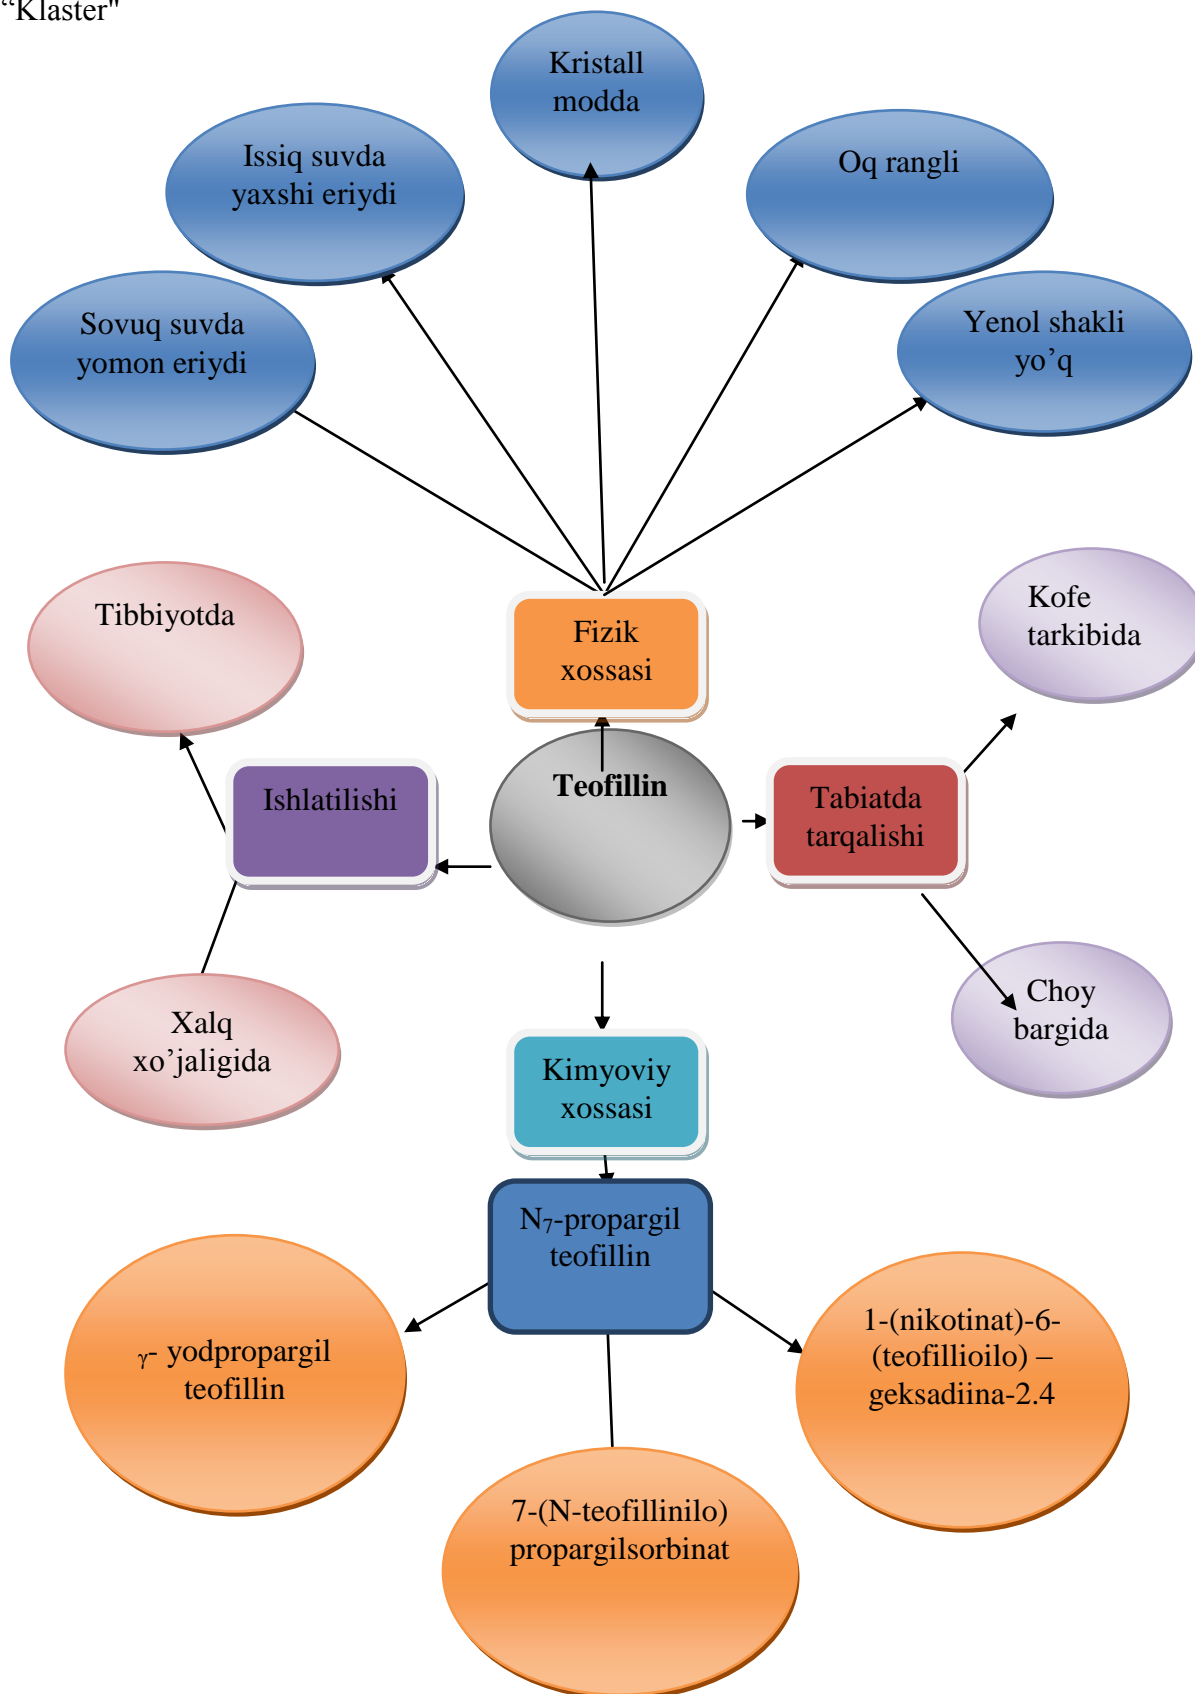 “Klaster"
Kristall
modda
Issiq suvda
yaxshi eriydi
Oq rangli
Sovuq suvda
yomon eriydi
Yenol shakli
yo’q
Tibbiyotda
Fizik
xossasi
Kofe
tarkibida
Ishlatilishi
Teofillin
Tabiatda
tarqalishi
Xalq
xo’jaligida
Kimyoviy
xossasi
Choy
bargida
N₇-propargil
teofillin
ᵧ- yodpropargil
teofillin
1-(nikotinat)-6-
(teofillioilo) –
geksadiina-2.4
7-(N-teofillinilo)
propargilsorbinat